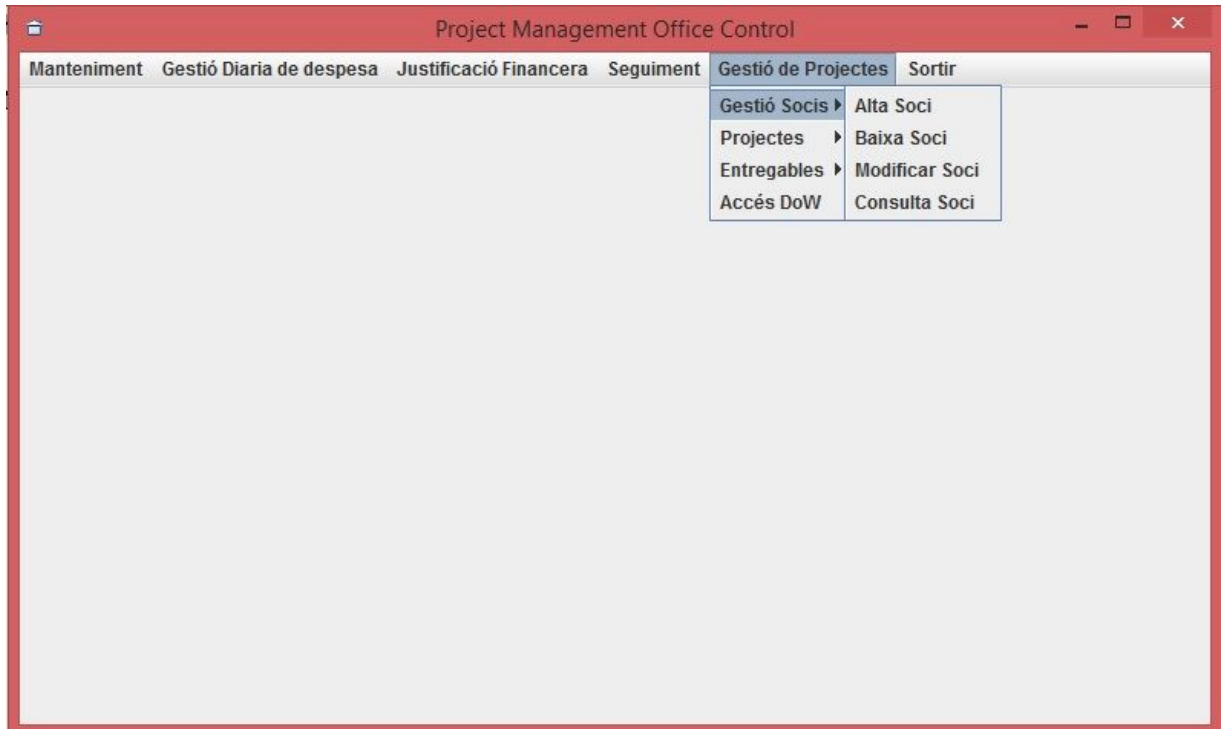 Project Management Office Control
Manteniment Gestió Diaria de despesa Justificació Financera Seguiment Gestió de Projectes Sortir
Gestió Socis Alta Soci
Projectes Baixa Soci
Entregables Modificar Soci
Accés DoW Consulta Soci